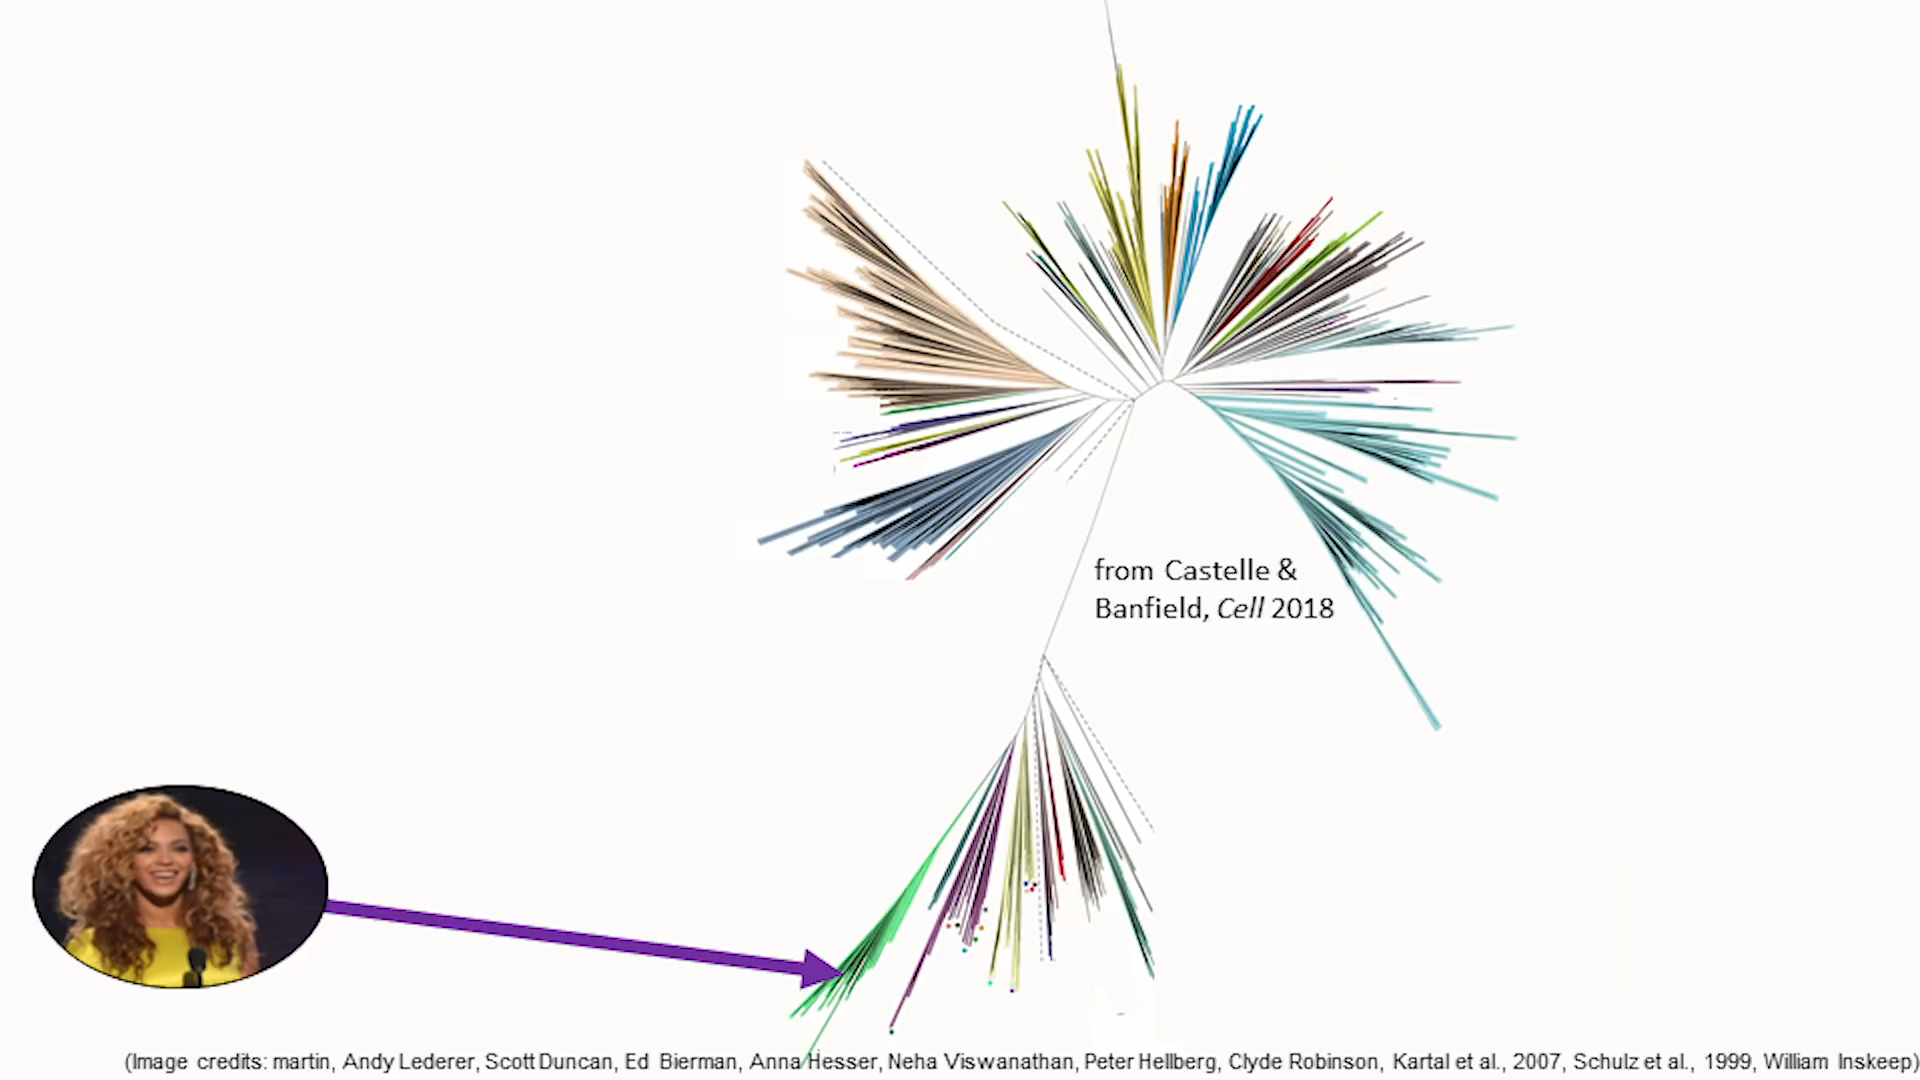 from Castelle &
Banfield, Cell 2018
(Image credits: martin, Andy Lederer, Scott Duncan, Ed Bierman, Anna Hesser, Neha Viswanathan, Peter Hellberg, Clyde Robinson, Kartal et al., 2007, Schulz et al., 1999, William Inskeep)